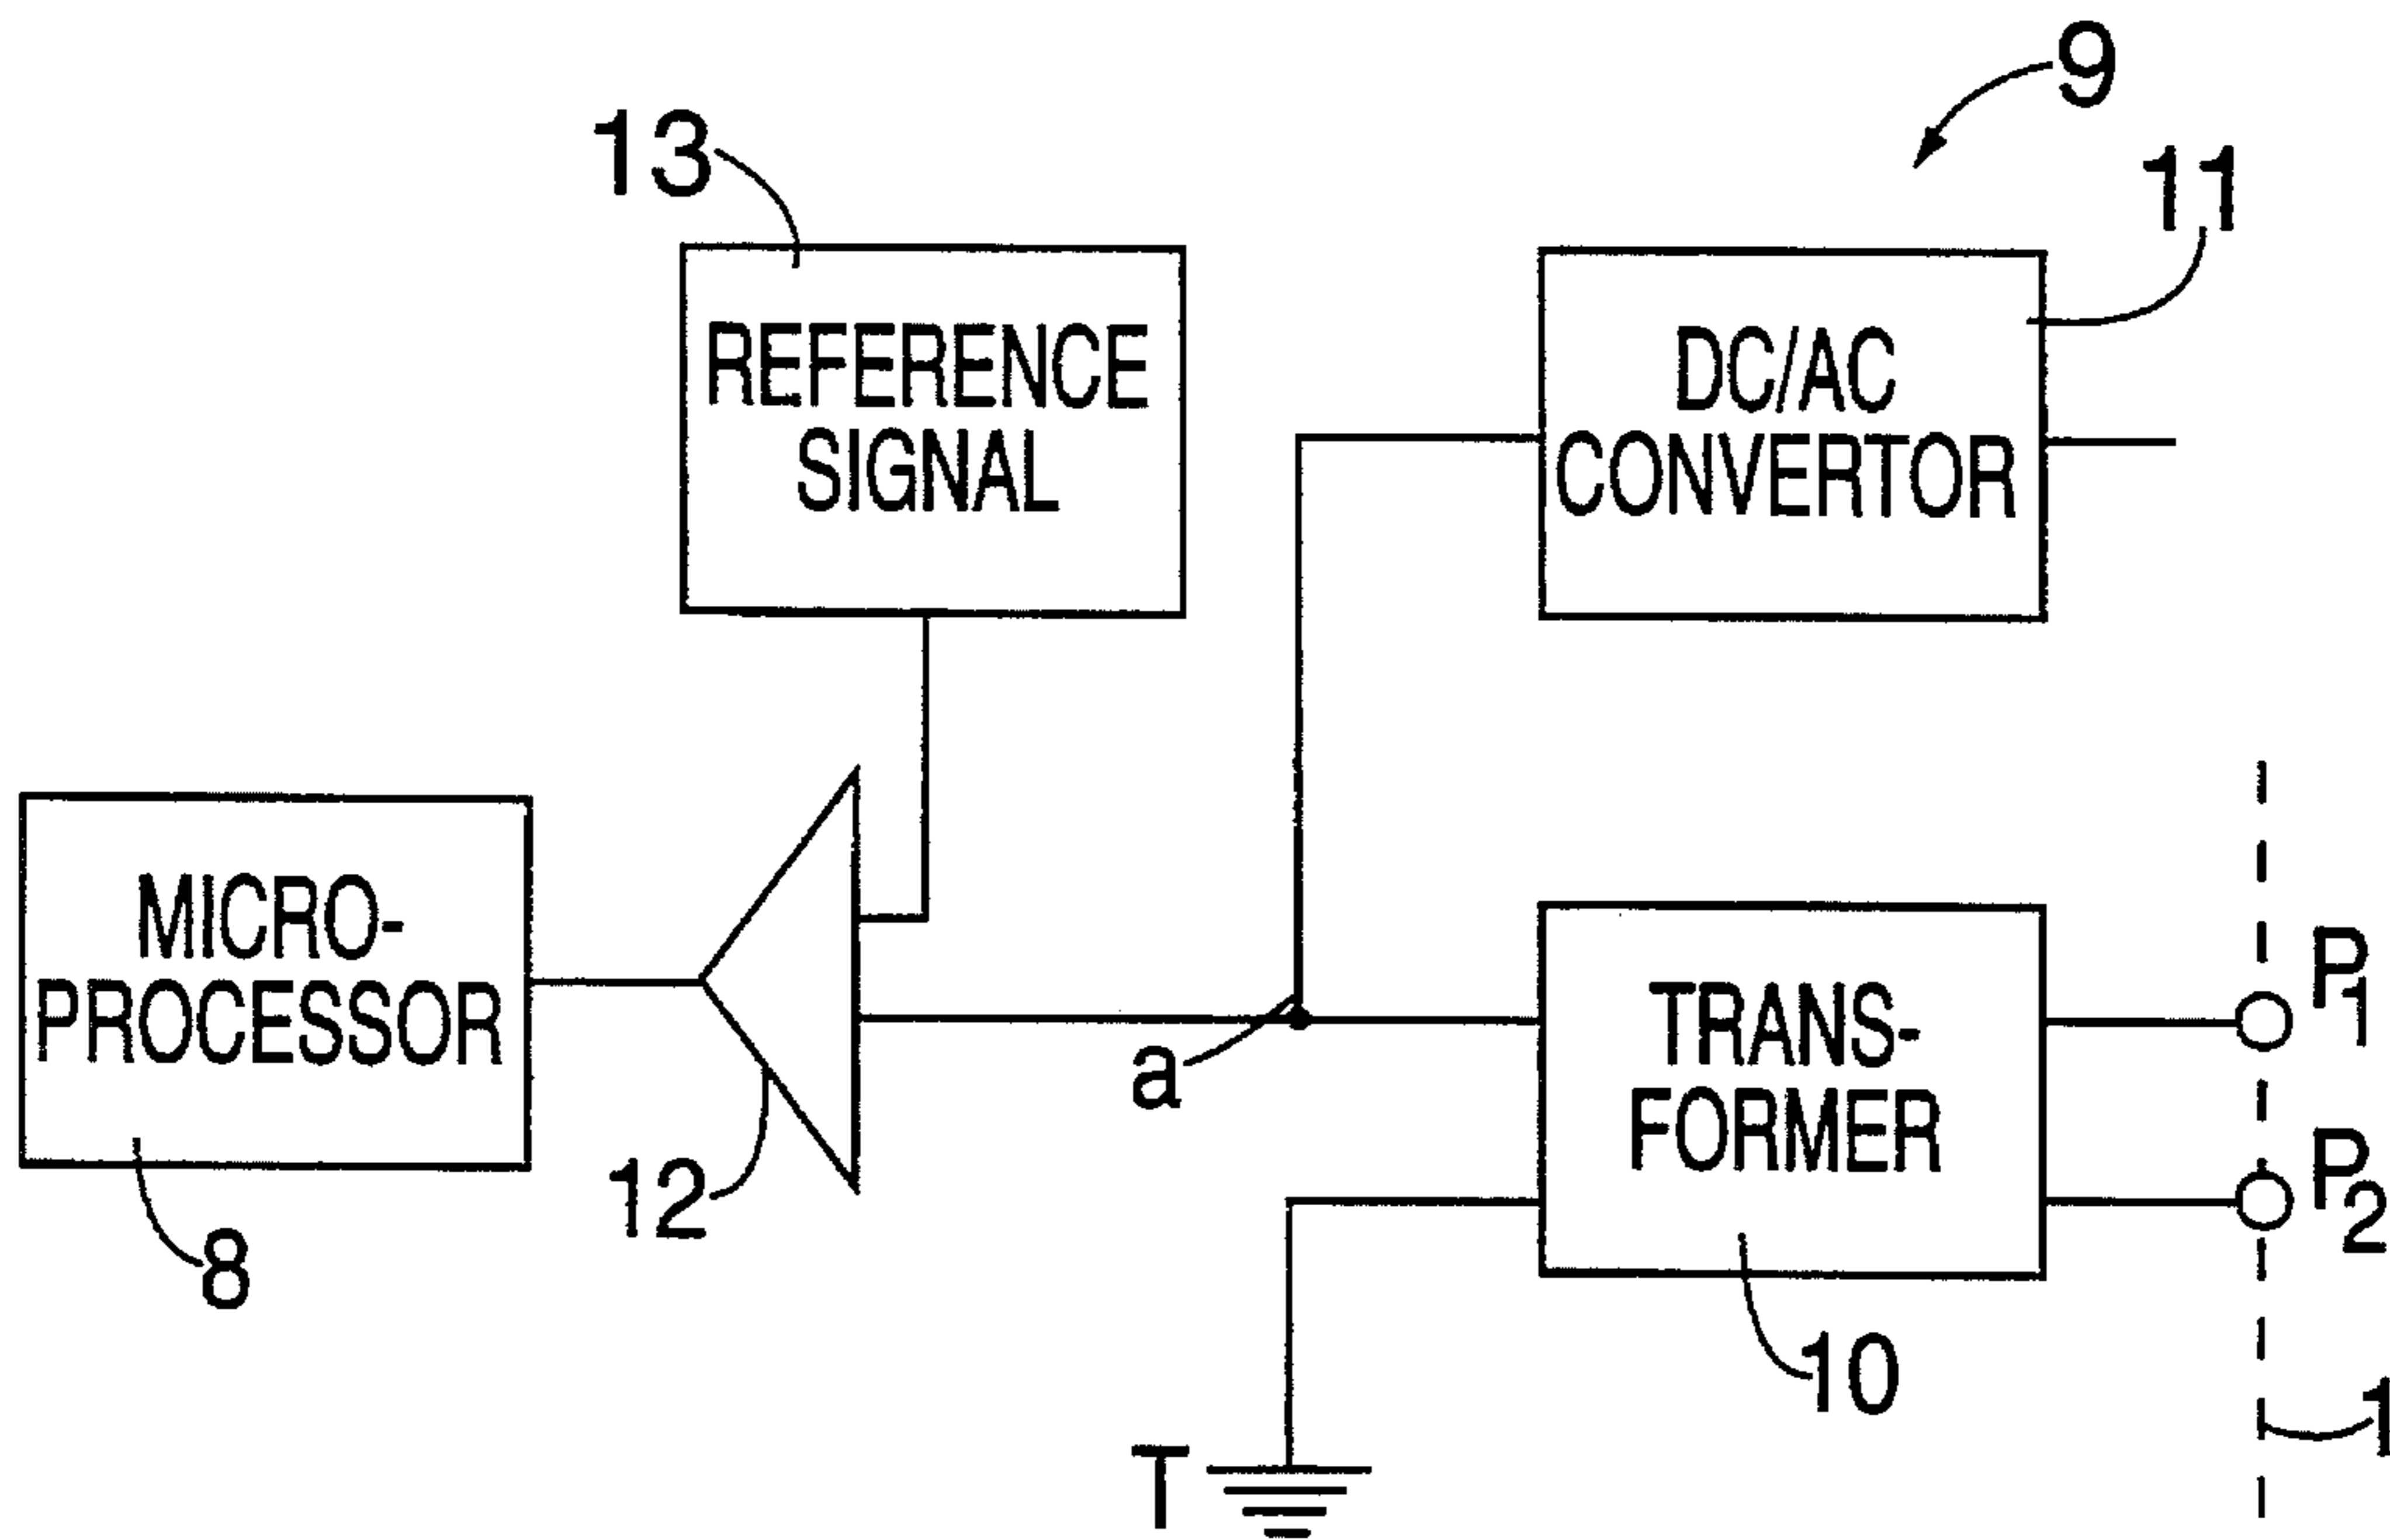 9
13
11
REFERENCE
SIGNAL
DC/AC
CONVERTOR
MICRO-
PROCESSOR
P1
TRANS-
FORMER
a
P2
12
8
10
1
T